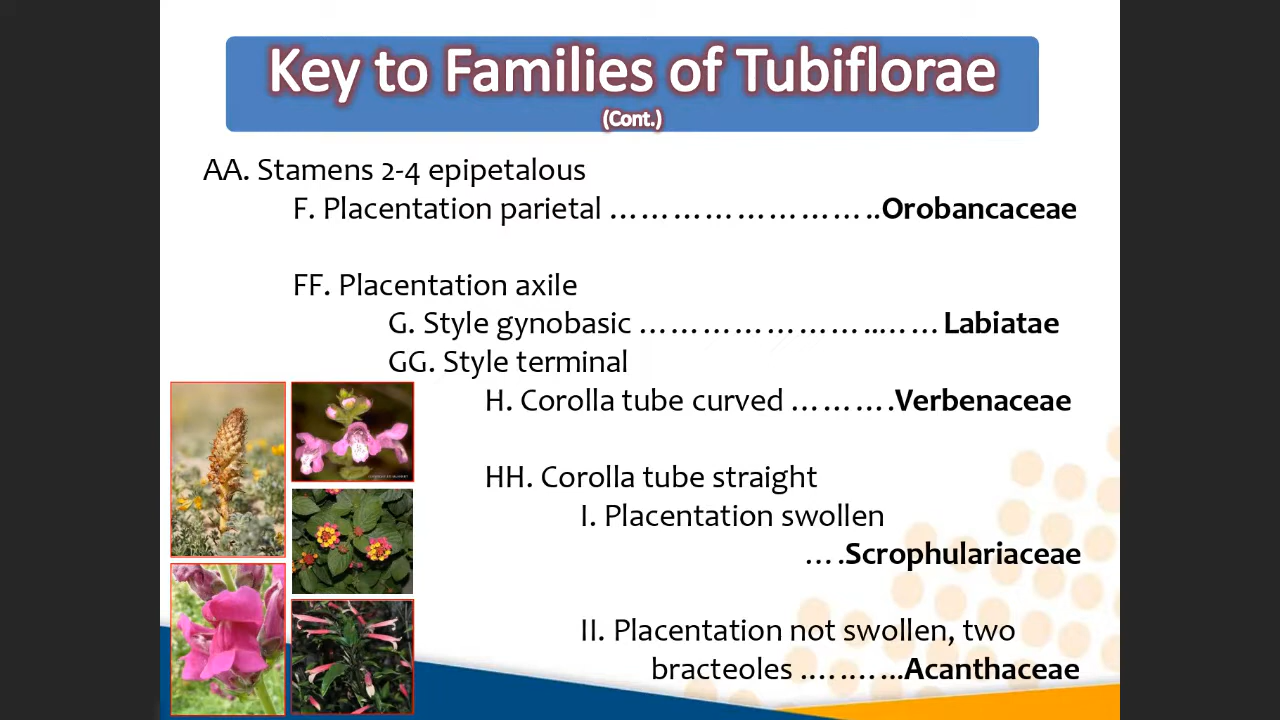 Key to Families of Tubiflorae
(Cont.)
AA. Stamens 2-4 epipetalous
F. Placentation parietal ……………………..Orobancaceae
FF. Placentation axile
G. Style gynobasic …………………..……Labiatae
GG. Style terminal
H. Corolla tube curved ……….Verbenaceae
HH. Corolla tube straight
I. Placentation swollen
….Scrophulariaceae
II. Placentation not swollen, two
bracteoles ………..Acanthaceae